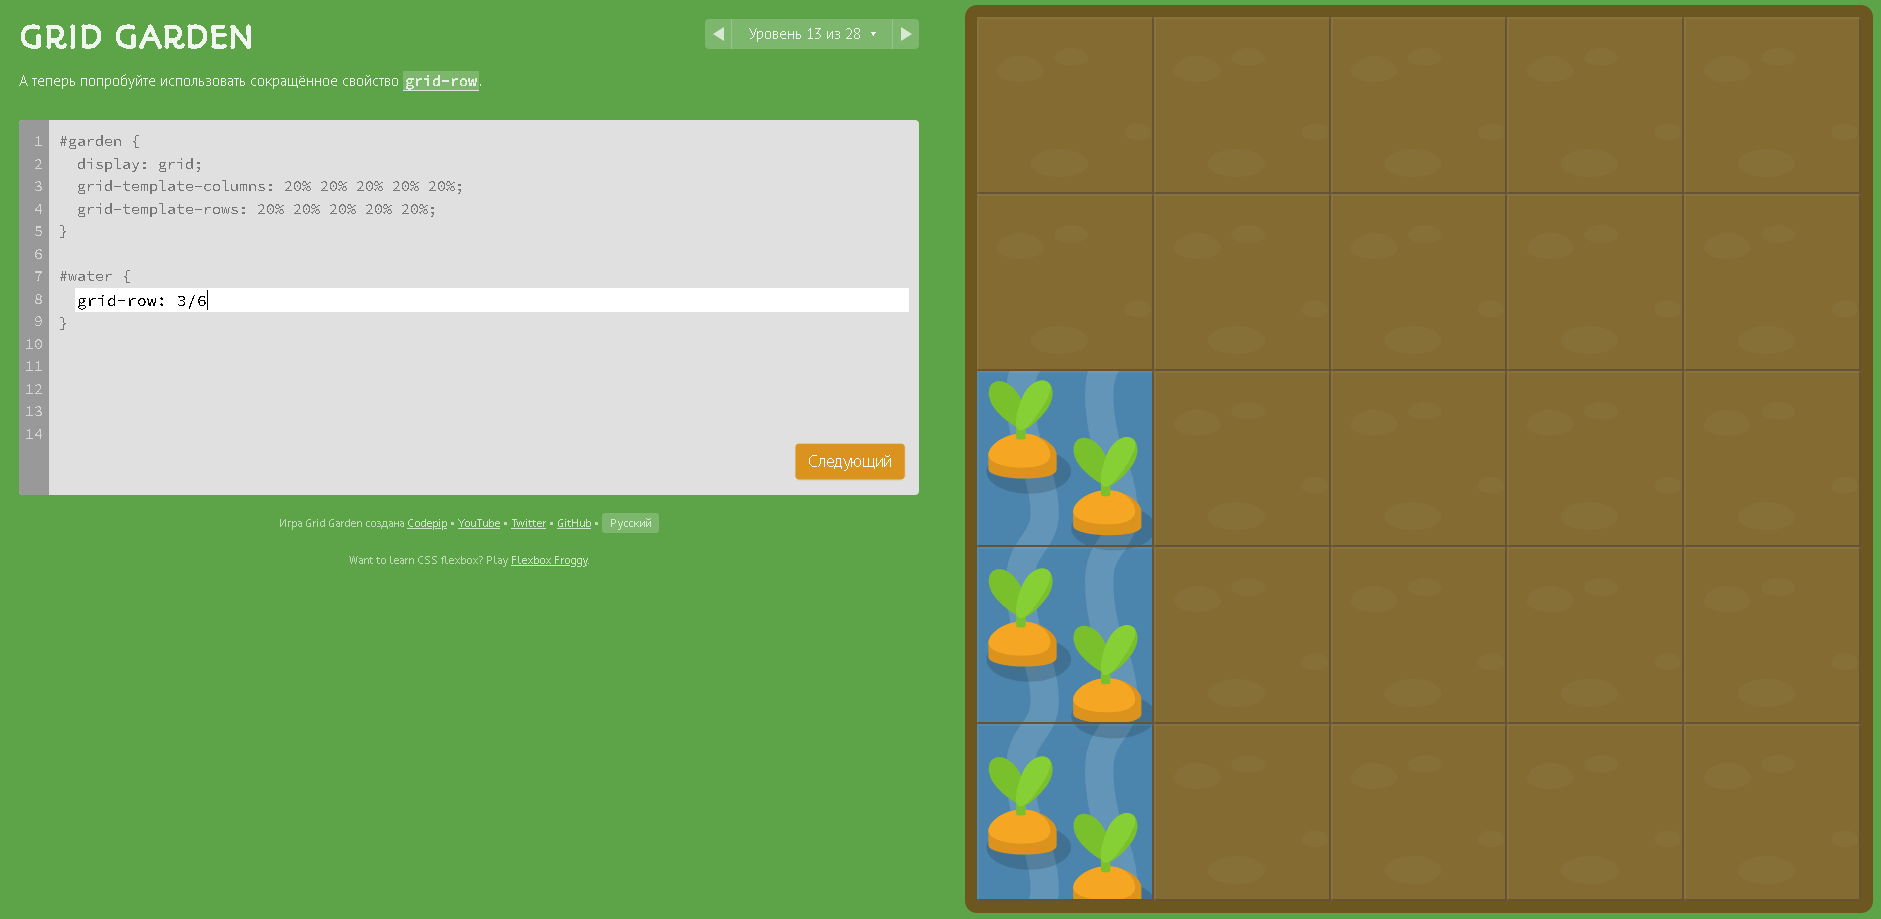 GRID GARDEN
Уровень 13 из 28
А теперь попробуйте использовать сокращённое свойство grid-row.
1 #garden {
2 display: grid;
3 grid-template-columns: 20% 20% 20% 20% 20%;
4 grid-template-rows: 20% 20% 20% 20% 20%;
5 }
6
7 #water {
8 grid-row: 3/6
9 }
10
11
12
13
14
Следующий
Игра Grid Garden создана Codepip • YouTube • Twitter • GitHub • Русский
Want to learn CSS flexbox? Play Flexbox Froggy.